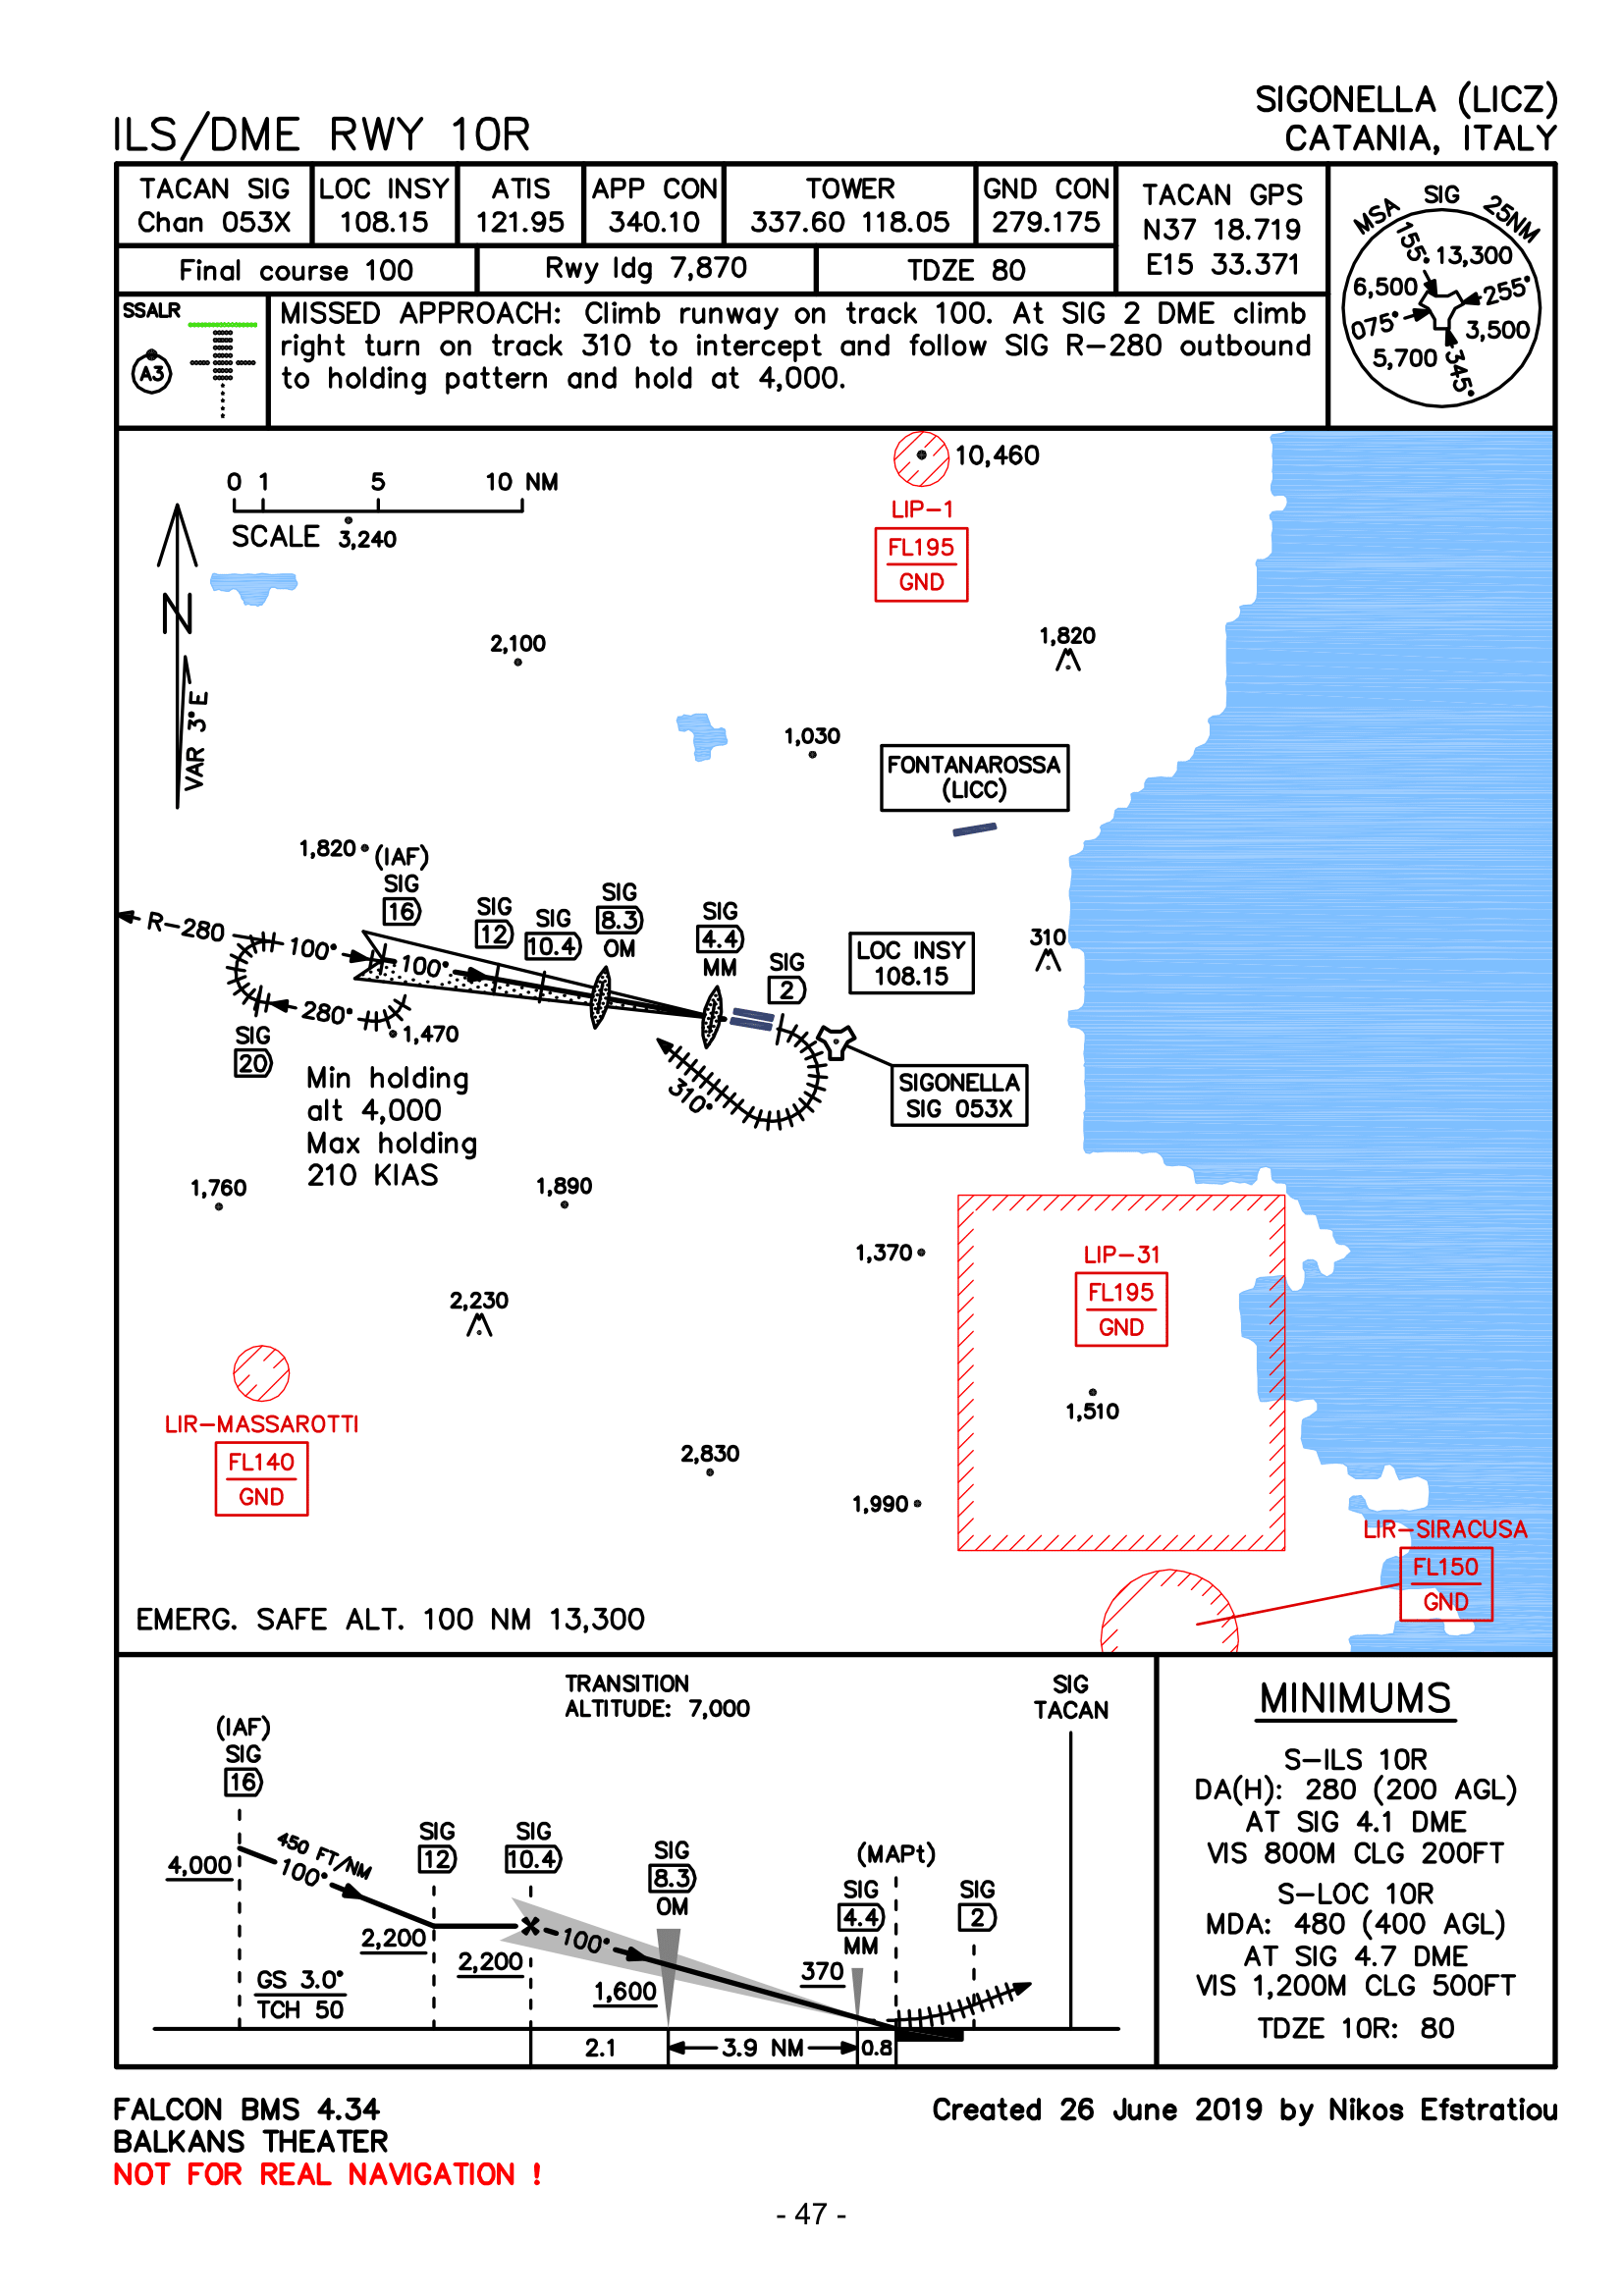 SIGONELLA (LICZ)
ILS/DME RWY 10R
CATANIA, ITALY
TACAN SIG
Chan 053X
LOC INSY
108.15
ATIS
121.95
APP CON
340.10
TOWER
337.60 118.05
GND CON
279.175
TACAN GPS
N37 18.719
E15 33.371
Final course 100
Rwy ldg 7,870
TDZE 80
MSA SIG 25NM
155°
13,300
6,500
255°
075°
3,500
5,700
345°
SSALR
A3
MISSED APPROACH: Climb runway on track 100. At SIG 2 DME climb
right turn on track 310 to intercept and follow SIG R-280 outbound
to holding pattern and hold at 4,000.
0 1 5 10 NM
SCALE
3,240
N
VAR 3°E
10,460
LIP-1
FL195
GND
2,100
1,820
1,030
FONTANAROSSA
(LICC)
1,820
(IAF)
SIG
16
SIG
12
SIG
10.4
SIG
8.3
OM
SIG
4.4
MM
SIG
2
LOC INSY
108.15
310
R-280
100°
100°
280°
1,470
SIG
20
310°
SIGONELLA
SIG 053X
Min holding
alt 4,000
Max holding
210 KIAS
1,760
1,890
1,370
LIP-31
FL195
GND
2,230
1,510
LIR-MASSAROTTI
FL140
GND
2,830
1,990
LIR-SIRACUSA
FL150
GND
EMERG. SAFE ALT. 100 NM 13,300
TRANSITION
ALTITUDE: 7,000
SIG
TACAN
(IAF)
SIG
16
450 FT/NM
100°
4,000
SIG
12
SIG
10.4
SIG
8.3
OM
(MAPt)
SIG
4.4
MM
SIG
2
2,200
2,200
100°
1,600
370
GS 3.0°
TCH 50
2.1
3.9 NM
0.8
MINIMUMS
S-ILS 10R
DA(H): 280 (200 AGL)
AT SIG 4.1 DME
VIS 800M CLG 200FT
S-LOC 10R
MDA: 480 (400 AGL)
AT SIG 4.7 DME
VIS 1,200M CLG 500FT
TDZE 10R: 80
FALCON BMS 4.34
BALKANS THEATER
NOT FOR REAL NAVIGATION !
Created 26 June 2019 by Nikos Efstratiou
- 47 -